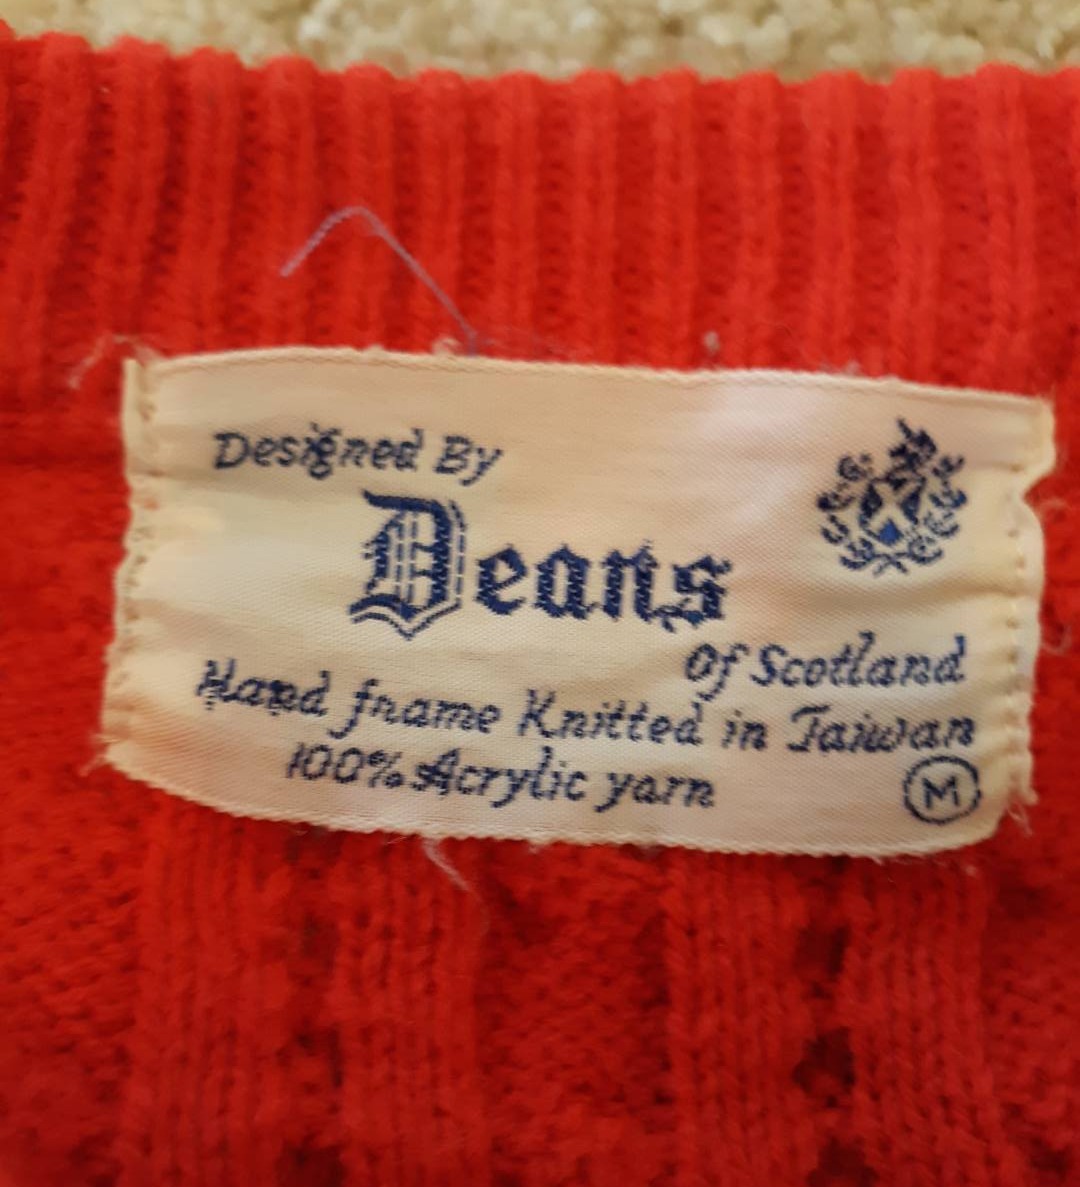 Designed By
Deans
Of Scotland
Hand frame Knitted in Taiwan
100% Acrylic yarn
M